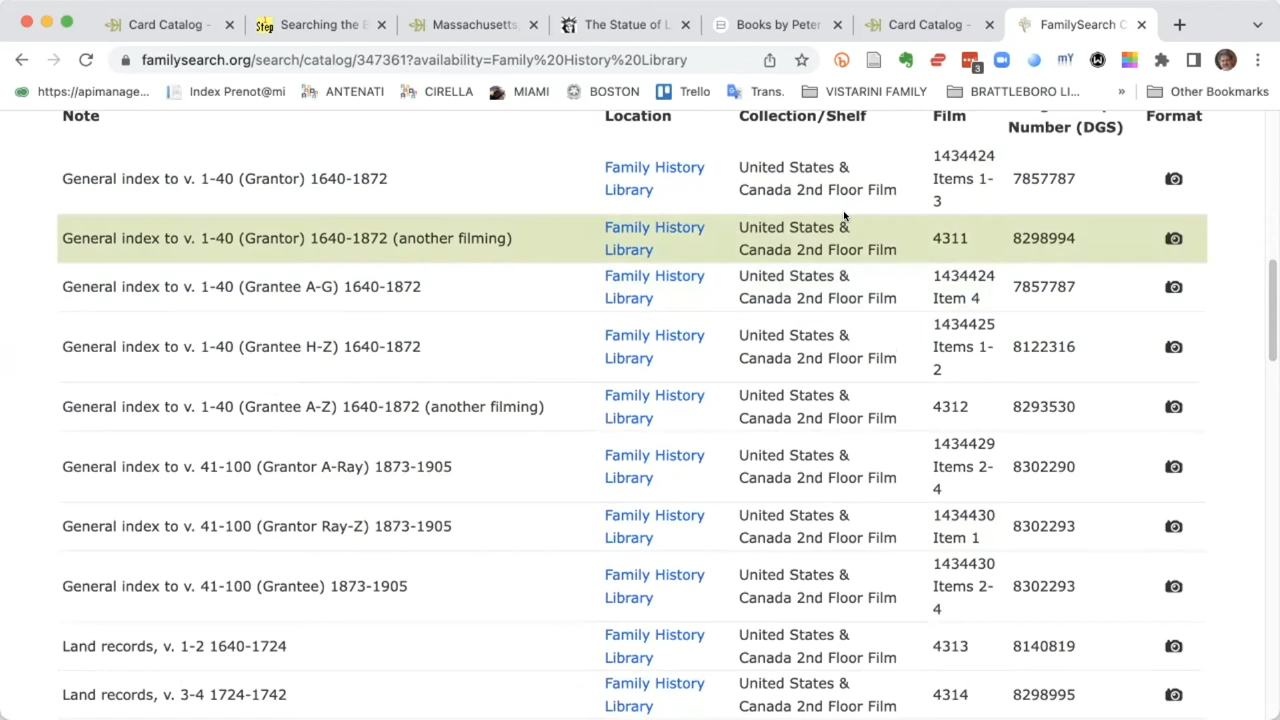 Card Catalog -
Searching the B
Massachusetts,
The Statue of L
Books by Peter
Card Catalog -
FamilySearch C
familysearch.org/search/catalog/347361?availability=Family%20History%20Library
3
mY
https://apimanage...
Index Prenot@mi
ANTENATI
CIRELLA
MIAMI
BOSTON
Trello
Trans.
VISTARINI FAMILY
BRATTLEBORO LI...
»
Other Bookmarks
Note
Location
Collection/Shelf
Film
Number (DGS)
Format
General index to v. 1-40 (Grantor) 1640-1872
Family History
Library
United States &
Canada 2nd Floor Film
1434424
Items 1-
3
7857787
General index to v. 1-40 (Grantor) 1640-1872 (another filming)
Family History
Library
United States &
Canada 2nd Floor Film
4311
8298994
General index to v. 1-40 (Grantee A-G) 1640-1872
Family History
Library
United States &
Canada 2nd Floor Film
1434424
Item 4
7857787
General index to v. 1-40 (Grantee H-Z) 1640-1872
Family History
Library
United States &
Canada 2nd Floor Film
1434425
Items 1-
2
8122316
General index to v. 1-40 (Grantee A-Z) 1640-1872 (another filming)
Family History
Library
United States &
Canada 2nd Floor Film
4312
8293530
General index to v. 41-100 (Grantor A-Ray) 1873-1905
Family History
Library
United States &
Canada 2nd Floor Film
1434429
Items 2-
4
8302290
General index to v. 41-100 (Grantor Ray-Z) 1873-1905
Family History
Library
United States &
Canada 2nd Floor Film
1434430
Item 1
8302293
General index to v. 41-100 (Grantee) 1873-1905
Family History
Library
United States &
Canada 2nd Floor Film
1434430
Items 2-
4
8302293
Land records, v. 1-2 1640-1724
Family History
Library
United States &
Canada 2nd Floor Film
4313
8140819
Land records, v. 3-4 1724-1742
Family History
Library
United States &
Canada 2nd Floor Film
4314
8298995